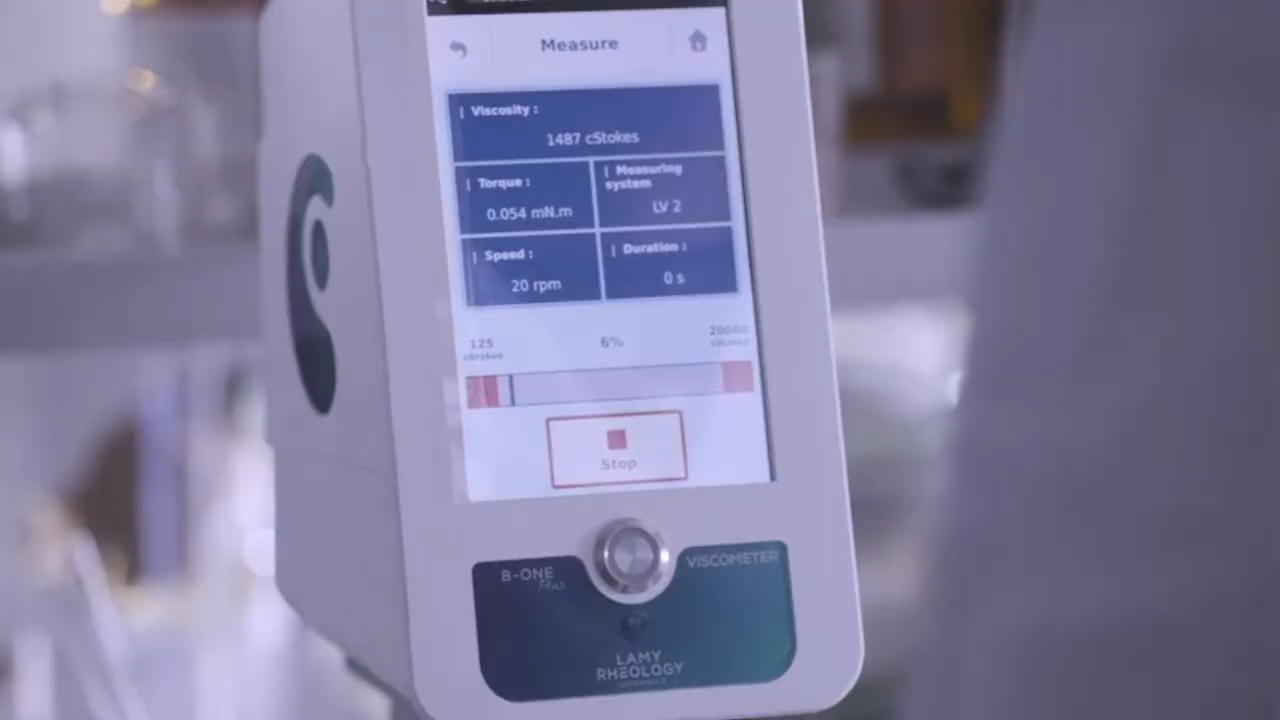 Measure
| Viscosity :
1487 cStokes
| Torque :
0.054 mN.m
| Measuring
system
LV 2
| Speed :
20 rpm
| Duration :
0 s
125
cStokes
6%
20000
Stop
B-ONE
Plus
VISCOMETER
LAMY
RHEOLOGY